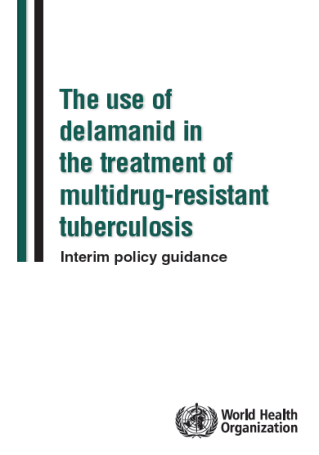 The use of
delamanid in
the treatment of
multidrug-resistant
tuberculosis
Interim policy guidance
World Health
Organization